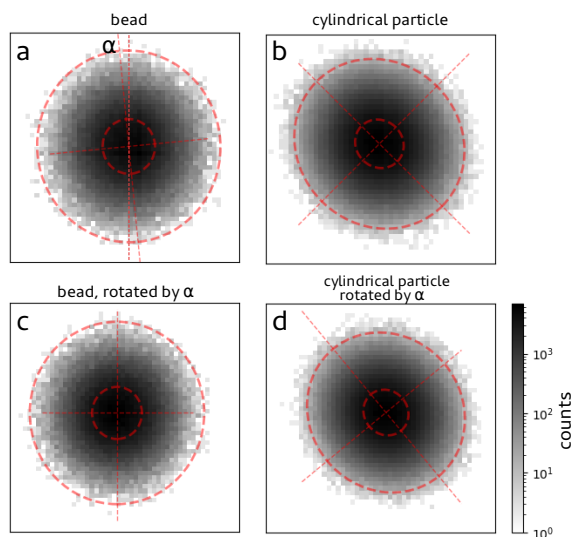 bead
cylindrical particle
a
α
b
bead, rotated by α
cylindrical particle
rotated by α
c
d
10³
10²
10¹
10⁰
counts